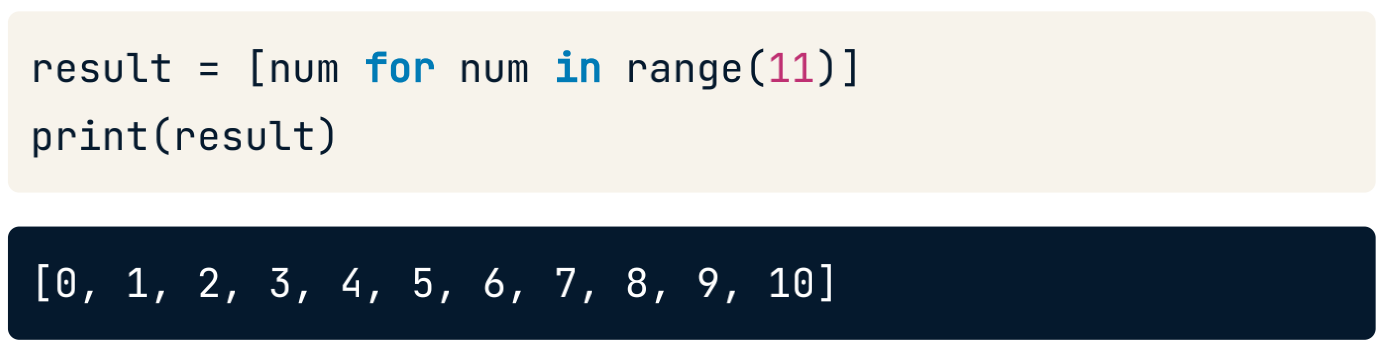 result = [num for num in range(11)]
print(result)
[0, 1, 2, 3, 4, 5, 6, 7, 8, 9, 10]